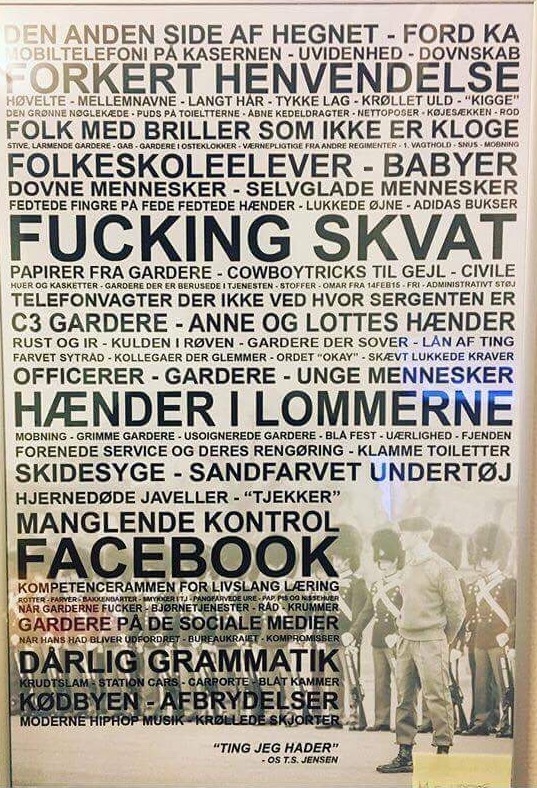 DEN ANDEN SIDE AF HEGNET - FORD KA
MOBILTELEFONI PÅ KASERNEN - UVIDENHED - DOVNSKAB
FORKERT HENVENDELSE
HØVELTE - MELLEMNAVNE - LANGT HÅR - TYKKE LAG - KRØLLET ULD - "KIGGE"
DEN GRØNNE NØGLEKÆDE - PUDS PÅ TOIELTTERNE - ÅBNE KEDELDRAGTER - NETTOPOSER - KØJESÆKKEN - ROD
FOLK MED BRILLER SOM IKKE ER KLOGE
STIVE, LARMENDE GARDERE - GAB - GARDERE I OSTEKLOKKER - VÆRNEPLIGTIGE FRA ANDRE REGIMENTER - 1. VAGTHOLD - SNUS - MOBNING
FOLKESKOLEELEVER - BABYER
DOVNE MENNESKER - SELVGLADE MENNESKER
FEDTEDE FINGRE PÅ FEDE FEDTEDE HÆNDER - LUKKEDE ØJNE - ADIDAS BUKSER
FUCKING SKVAT
PAPIRER FRA GARDERE - COWBOYTRICKS TIL GEJL - CIVILE
HUER OG KASKETTER - GARDERE DER ER BERUSEDE I TJENESTEN - STOFFER - OMAR FRA 14FEB15 - FRI - ADMINISTRATIVT STØJ
TELEFONVAGTER DER IKKE VED HVOR SERGENTEN ER
C3 GARDERE - ANNE OG LOTTES HÆNDER
RUST OG IR - KULDEN I RØVEN - GARDERE DER SOVER - LÅN AF TING
FARVET SYTRÅD - KOLLEGAER DER GLEMMER - ORDET "OKAY" - SKÆVT LUKKEDE KRAVER
OFFICERER - GARDERE - UNGE MENNESKER
HÆNDER I LOMMERNE
MOBNING - GRIMME GARDERE - USOIGNEREDE GARDERE - BLÅ FEST - UÆRLIGHED - FJENDEN
FORENEDE SERVICE OG DERES RENGØRING - KLAMME TOILETTER
SKIDESYGE - SANDFARVET UNDERTØJ
HJERNEDØDE JAVELLER - "TJEKKER"
MANGLENDE KONTROL
FACEBOOK
KOMPETENCERAMMEN FOR LIVSLANG LÆRING
ROTTER - FARVER - BAKKENBARTER - SMYKKER I TJ - PANGFARVEDE URE - PAP, PIS OG NISSEHUER
NÅR GARDERNE FUCKER - BJØRNETJENESTER - RÅD - KRUMMER
GARDERE PÅ DE SOCIALE MEDIER
NÅR HANS HAD BLIVER UDFORDRET - BUREAUKRAIET - KOMPROMISSER
DÅRLIG GRAMMATIK
KRUDTSLAM - STATION CARS - CARPORTE - BLÅT KAMMER
KØDBYEN - AFBRYDELSER
MODERNE HIPHOP MUSIK - KRØLLEDE SKJORTER
"TING JEG HADER"
- OS T.S. JENSEN